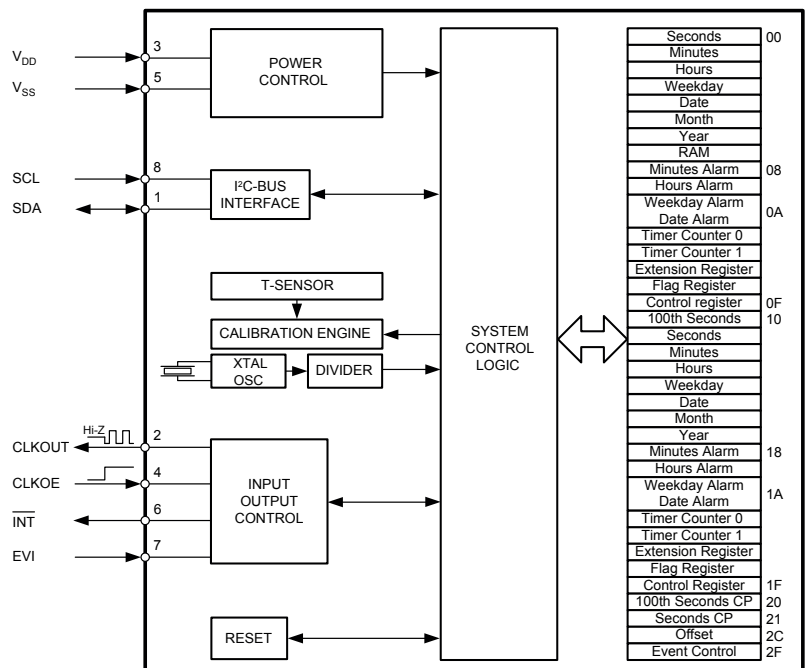 V_DD
3
POWER
CONTROL
V_SS
5
SCL
8
I²C-BUS
INTERFACE
SDA
1
T-SENSOR
CALIBRATION ENGINE
XTAL
OSC
DIVIDER
Hi-Z
CLKOUT
2
CLKOE
4
INPUT
OUTPUT
CONTROL
INT
6
EVI
7
RESET
SYSTEM
CONTROL
LOGIC
Seconds 00
Minutes
Hours
Weekday
Date
Month
Year
RAM
Minutes Alarm 08
Hours Alarm
Weekday Alarm
Date Alarm 0A
Timer Counter 0
Timer Counter 1
Extension Register
Flag Register
Control register 0F
100th Seconds 10
Seconds
Minutes
Hours
Weekday
Date
Month
Year
Minutes Alarm 18
Hours Alarm
Weekday Alarm
Date Alarm 1A
Timer Counter 0
Timer Counter 1
Extension Register
Flag Register
Control Register 1F
100th Seconds CP 20
Seconds CP 21
Offset 2C
Event Control 2F